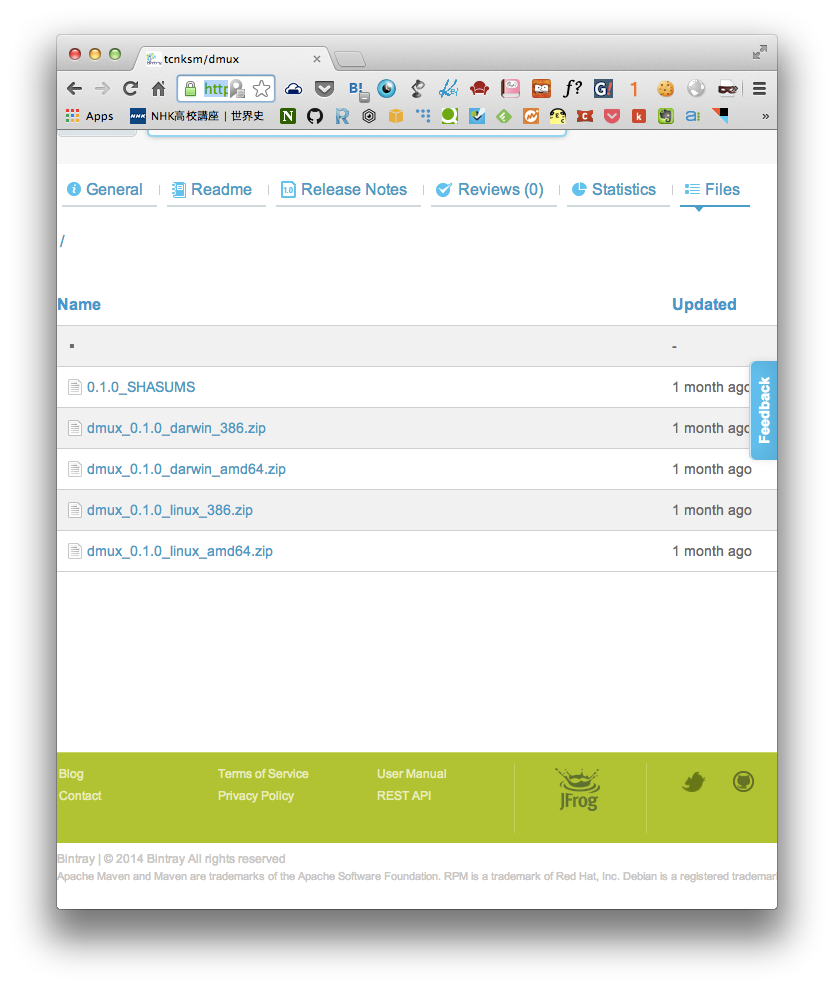 tcnksm/dmux
http
Apps NHK高校講座 | 世界史
General Readme Release Notes Reviews (0) Statistics Files
/
Name Updated
. -
0.1.0_SHASUMS 1 month ago
Feedback
dmux_0.1.0_darwin_386.zip 1 month ago
dmux_0.1.0_darwin_amd64.zip 1 month ago
dmux_0.1.0_linux_386.zip 1 month ago
dmux_0.1.0_linux_amd64.zip 1 month ago
Blog Terms of Service User Manual
Contact Privacy Policy REST API
JFrog
Bintray | © 2014 Bintray All rights reserved
Apache Maven and Maven are trademarks of the Apache Software Foundation. RPM is a trademark of Red Hat, Inc. Debian is a registered trademar